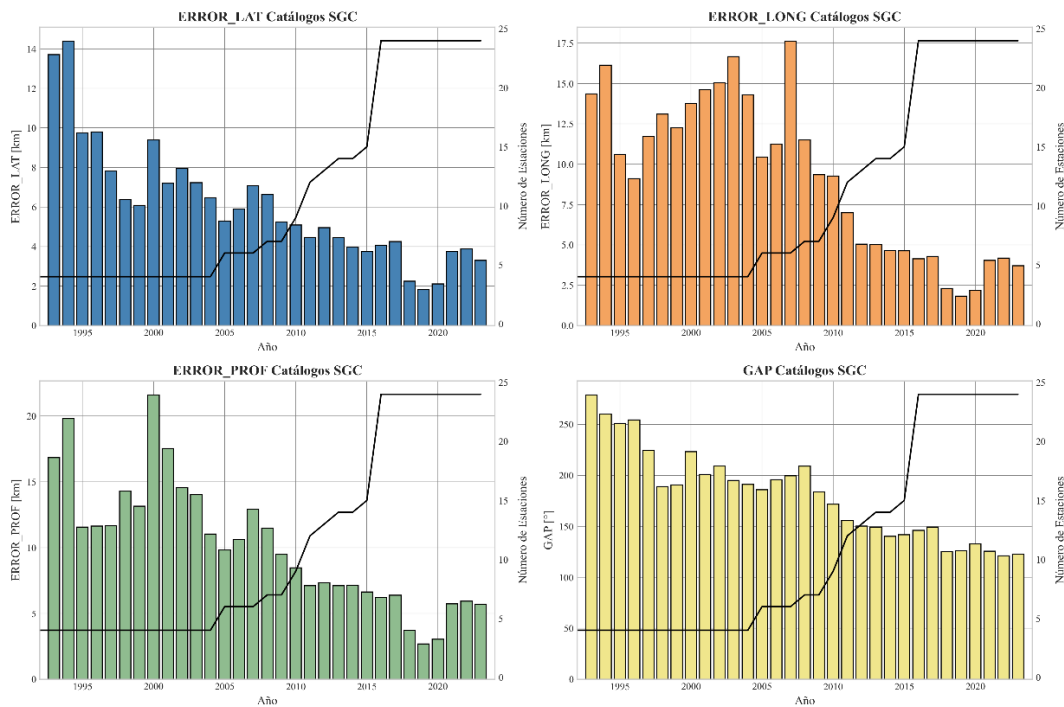 ERROR_LAT Catálogos SGC
14
12
10
8
6
4
2
0
ERROR_LAT [km]
25
20
15
10
5
0
Número de Estaciones
1995 2000 2005 2010 2015 2020
Año
ERROR_LONG Catálogos SGC
17.5
15.0
12.5
10.0
7.5
5.0
2.5
0.0
ERROR_LONG [km]
25
20
15
10
5
0
Número de Estaciones
1995 2000 2005 2010 2015 2020
Año
ERROR_PROF Catálogos SGC
20
15
10
5
0
ERROR_PROF [km]
25
20
15
10
5
0
Número de Estaciones
1995 2000 2005 2010 2015 2020
Año
GAP Catálogos SGC
250
200
150
100
50
0
GAP [°]
25
20
15
10
5
0
Número de Estaciones
1995 2000 2005 2010 2015 2020
Año